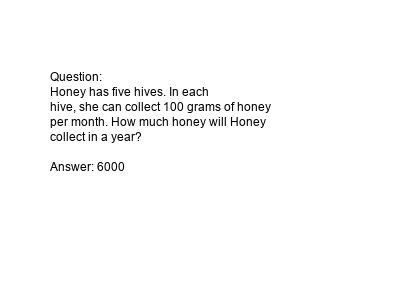 Question:
Honey has five hives. In each
hive, she can collect 100 grams of honey
per month. How much honey will Honey
collect in a year?
Answer: 6000